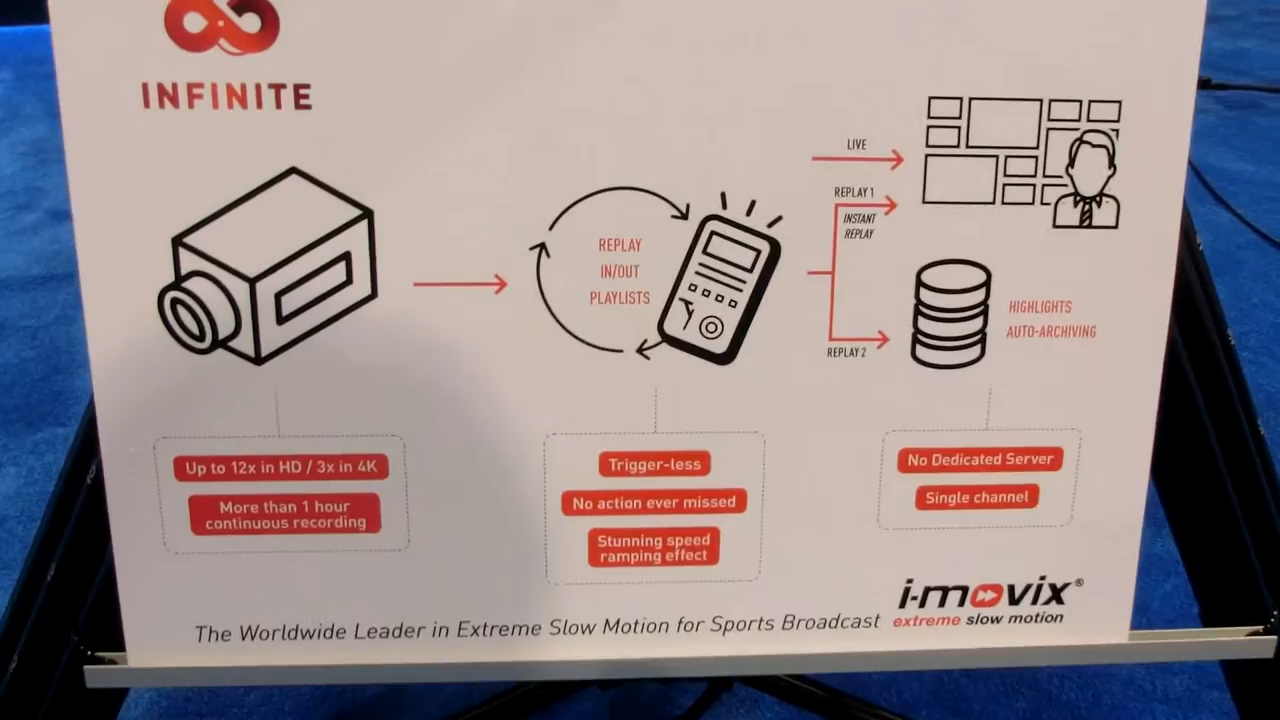 INFINITE
REPLAY
IN/OUT
PLAYLISTS
LIVE
REPLAY 1
INSTANT
REPLAY
REPLAY 2
HIGHLIGHTS
AUTO-ARCHIVING
Up to 12x in HD / 3x in 4K
More than 1 hour
continuous recording
Trigger-less
No action ever missed
Stunning speed
ramping effect
No Dedicated Server
Single channel
The Worldwide Leader in Extreme Slow Motion for Sports Broadcast
i-movix®
extreme slow motion